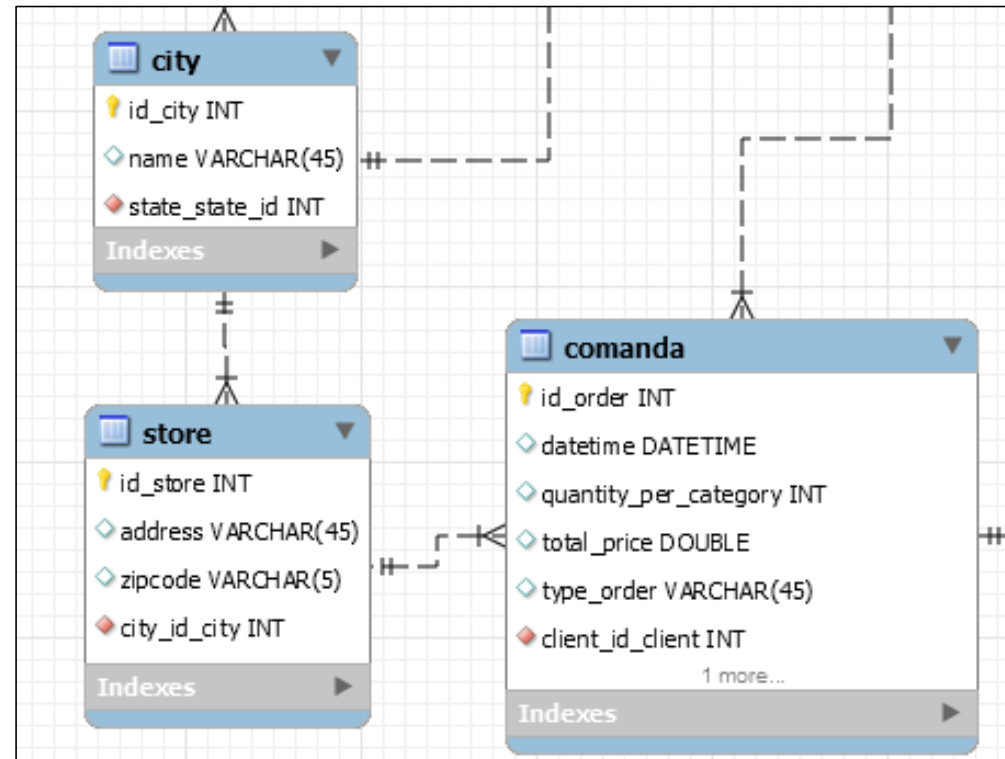 city
id_city INT
name VARCHAR(45)
state_state_id INT
Indexes
store
id_store INT
address VARCHAR(45)
zipcode VARCHAR(5)
city_id_city INT
Indexes
comanda
id_order INT
datetime DATETIME
quantity_per_category INT
total_price DOUBLE
type_order VARCHAR(45)
client_id_client INT
1 more...
Indexes